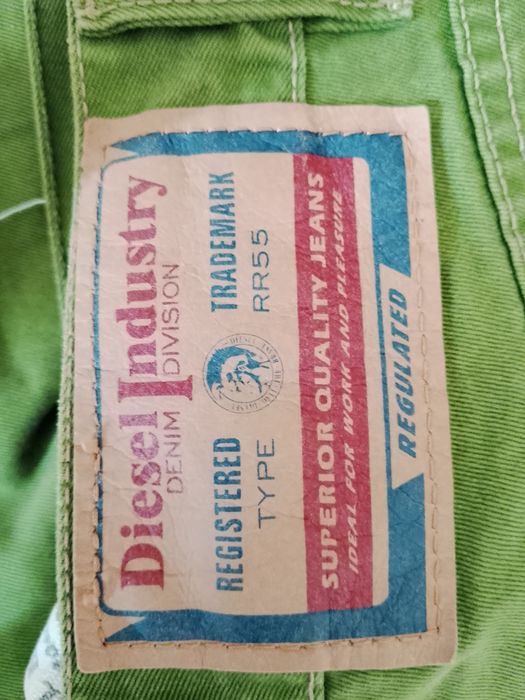 Diesel Industry
DENIM DIVISION
REGISTERED TRADEMARK
TYPE RR55
SUPERIOR QUALITY JEANS
IDEAL FOR WORK AND PLEASURE
REGULATED